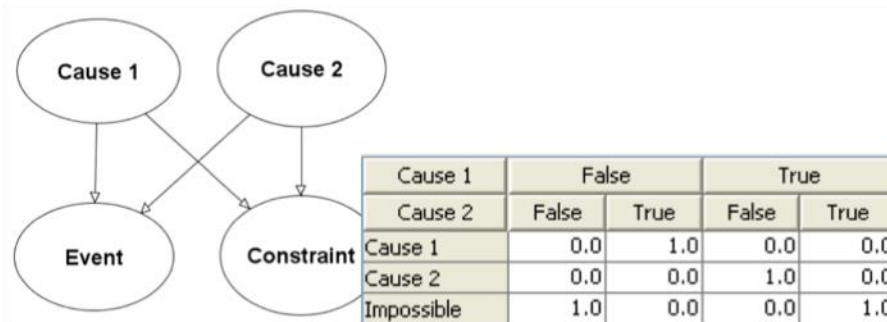 Cause 1
Cause 2
Event
Constraint
Cause 1 False True
Cause 2 False True False True
Cause 1 0.0 1.0 0.0 0.0
Cause 2 0.0 0.0 1.0 0.0
Impossible 1.0 0.0 0.0 1.0